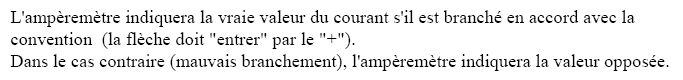 L'ampèremètre indiquera la vraie valeur du courant s'il est branché en accord avec la
convention (la flèche doit "entrer" par le "+").
Dans le cas contraire (mauvais branchement), l'ampèremètre indiquera la valeur opposée.